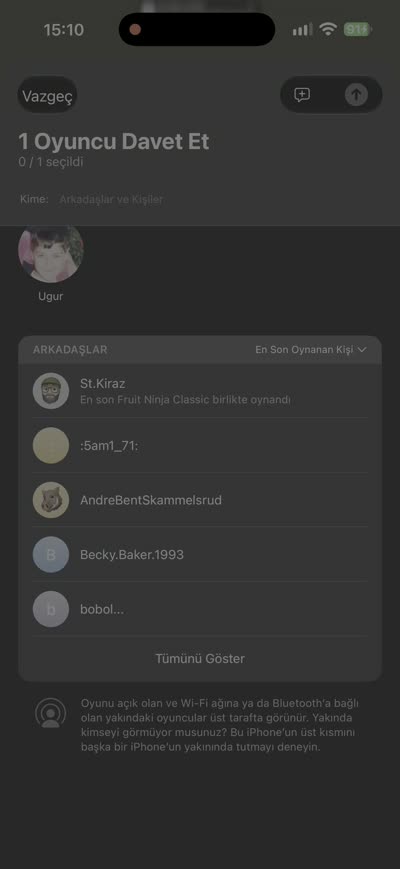 15:10
91
Vazgeç
1 Oyuncu Davet Et
0 / 1 seçildi
Kime: Arkadaşlar ve Kişiler
Ugur
ARKADAŞLAR
En Son Oynanan Kişi
St.Kiraz
En son Fruit Ninja Classic birlikte oynandı
:5am1_71:
AndreBentSkammelsrud
B
Becky.Baker.1993
b
bobol...
Tümünü Göster
Oyunu açık olan ve Wi-Fi ağına ya da Bluetooth'a bağlı
olan yakındaki oyuncular üst tarafta görünür. Yakında
kimseyi görmüyor musunuz? Bu iPhone'un üst kısmını
başka bir iPhone'un yakınında tutmayı deneyin.